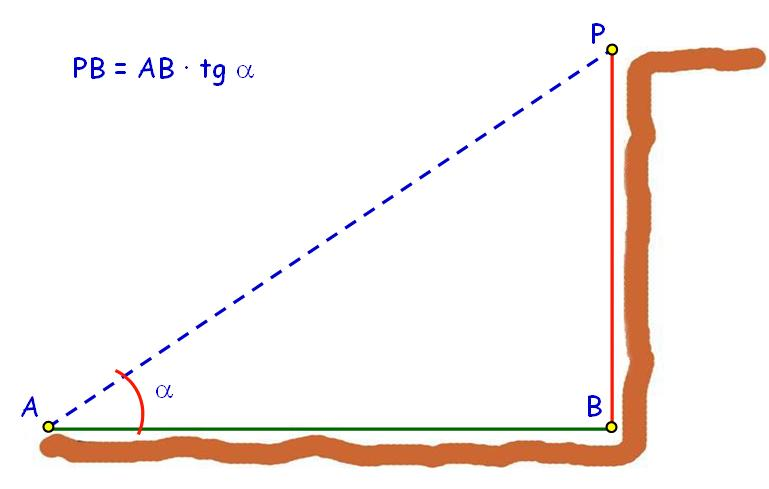 P
PB = AB · tg α
α
A
B